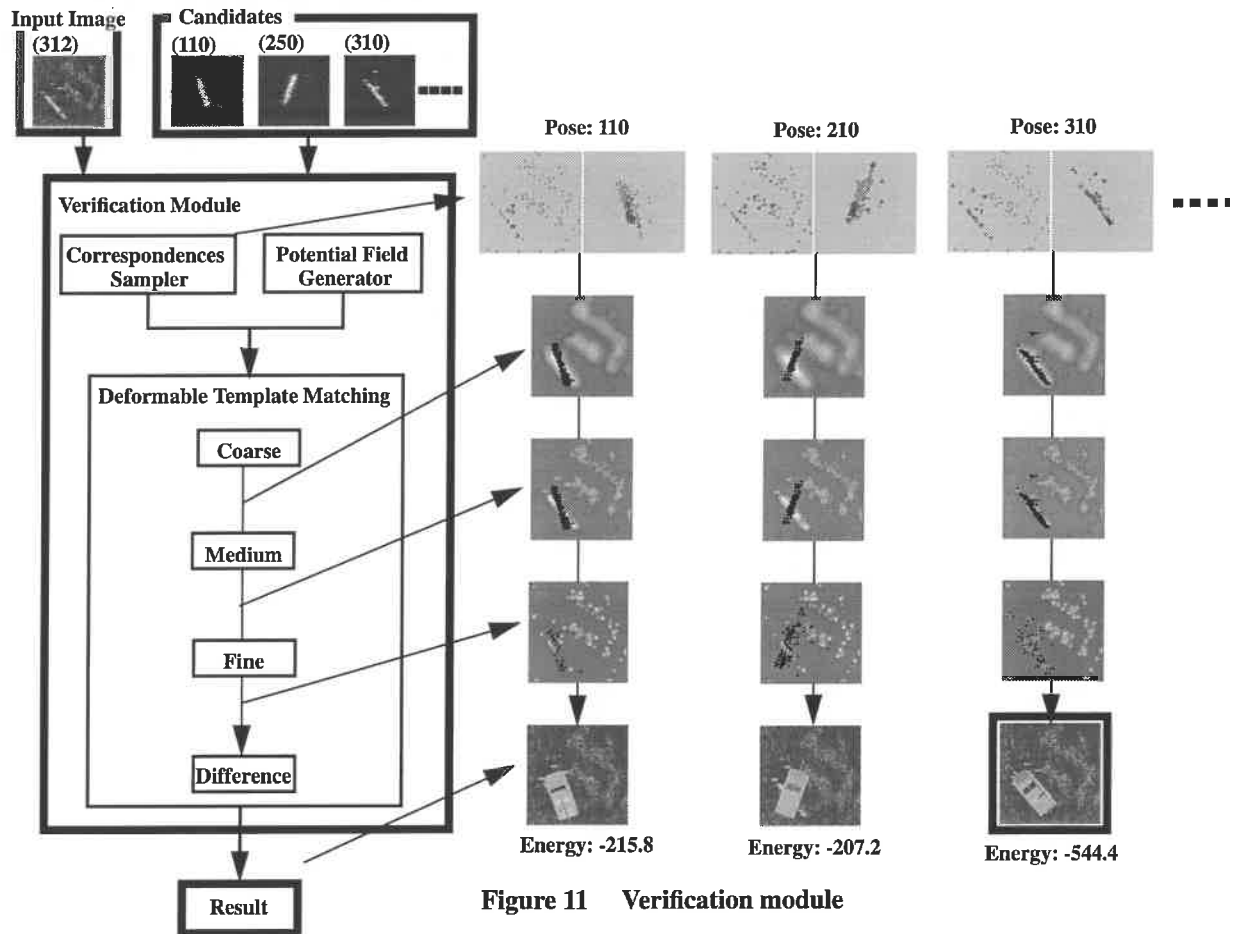 Input Image
(312)
Candidates
(110)
(250)
(310)
Pose: 110
Pose: 210
Pose: 310
Verification Module
Correspondences
Sampler
Potential Field
Generator
Deformable Template Matching
Coarse
Medium
Fine
Difference
Result
Energy: -215.8
Energy: -207.2
Energy: -544.4
Figure 11 Verification module